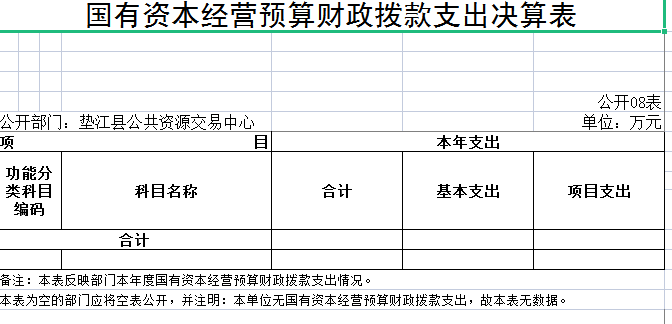 国有资本经营预算财政拨款支出决算表
公开08表
公开部门：垫江县公共资源交易中心 单位：万元
项 目 本年支出
功能分类科目编码 科目名称 合计 基本支出 项目支出
合计
备注：本表反映部门本年度国有资本经营预算财政拨款支出情况。
本表为空的部门应将空表公开，并注明：本单位无国有资本经营预算财政拨款支出，故本表无数据。